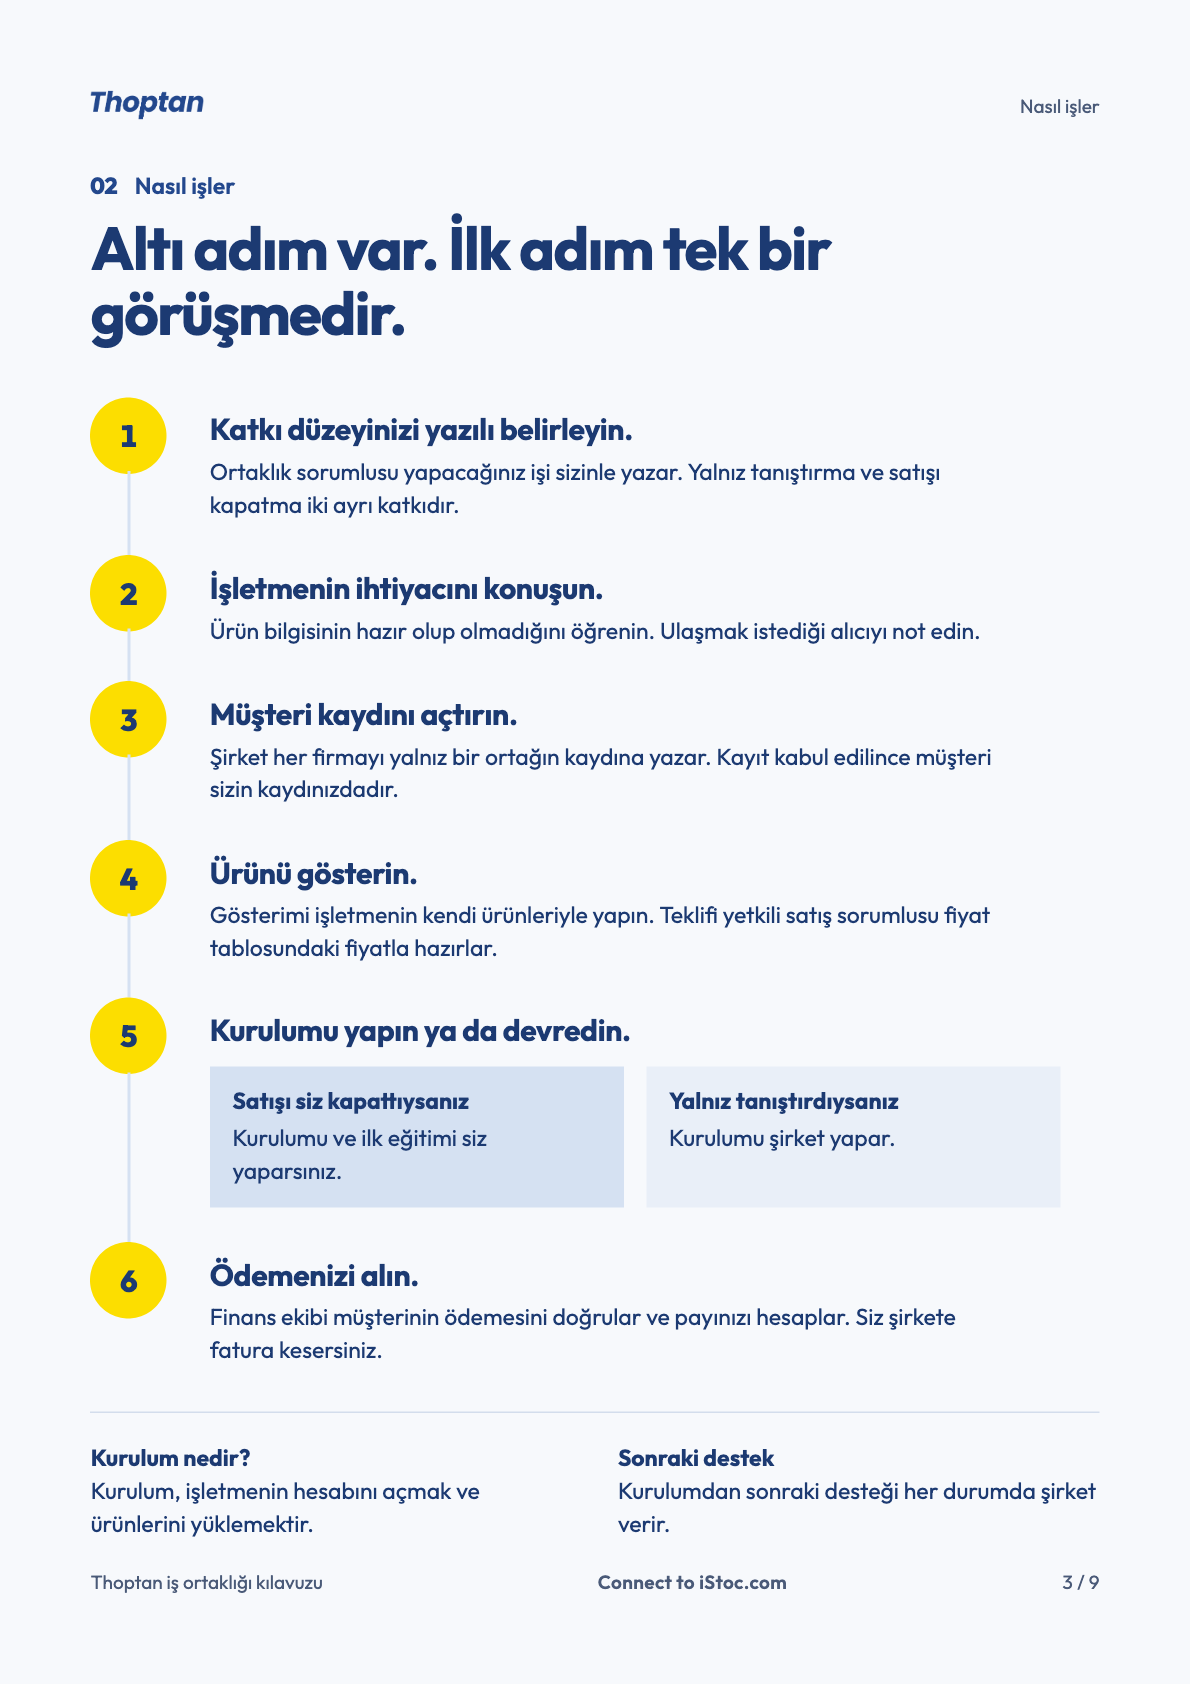 Thoptan
Nasıl işler
02 Nasıl işler
Altı adım var. İlk adım tek bir
görüşmedir.
1
Katkı düzeyinizi yazılı belirleyin.
Ortaklık sorumlusu yapacağınız işi sizinle yazar. Yalnız tanıştırma ve satışı
kapatma iki ayrı katkıdır.
2
İşletmenin ihtiyacını konuşun.
Ürün bilgisinin hazır olup olmadığını öğrenin. Ulaşmak istediği alıcıyı not edin.
3
Müşteri kaydını açtırın.
Şirket her firmayı yalnız bir ortağın kaydına yazar. Kayıt kabul edilince müşteri
sizin kaydınızdadır.
4
Ürünü gösterin.
Gösterimi işletmenin kendi ürünleriyle yapın. Teklifi yetkili satış sorumlusu fiyat
tablosundaki fiyatla hazırlar.
5
Kurulumu yapın ya da devredin.
Satışı siz kapattıysanız
Kurulumu ve ilk eğitimi siz
yaparsınız.
Yalnız tanıştırdıysanız
Kurulumu şirket yapar.
6
Ödemenizi alın.
Finans ekibi müşterinin ödemesini doğrular ve payınızı hesaplar. Siz şirkete
fatura kesersiniz.
Kurulum nedir?
Kurulum, işletmenin hesabını açmak ve
ürünlerini yüklemektir.
Sonraki destek
Kurulumdan sonraki desteği her durumda şirket
verir.
Thoptan iş ortaklığı kılavuzu
Connect to iStoc.com
3 / 9